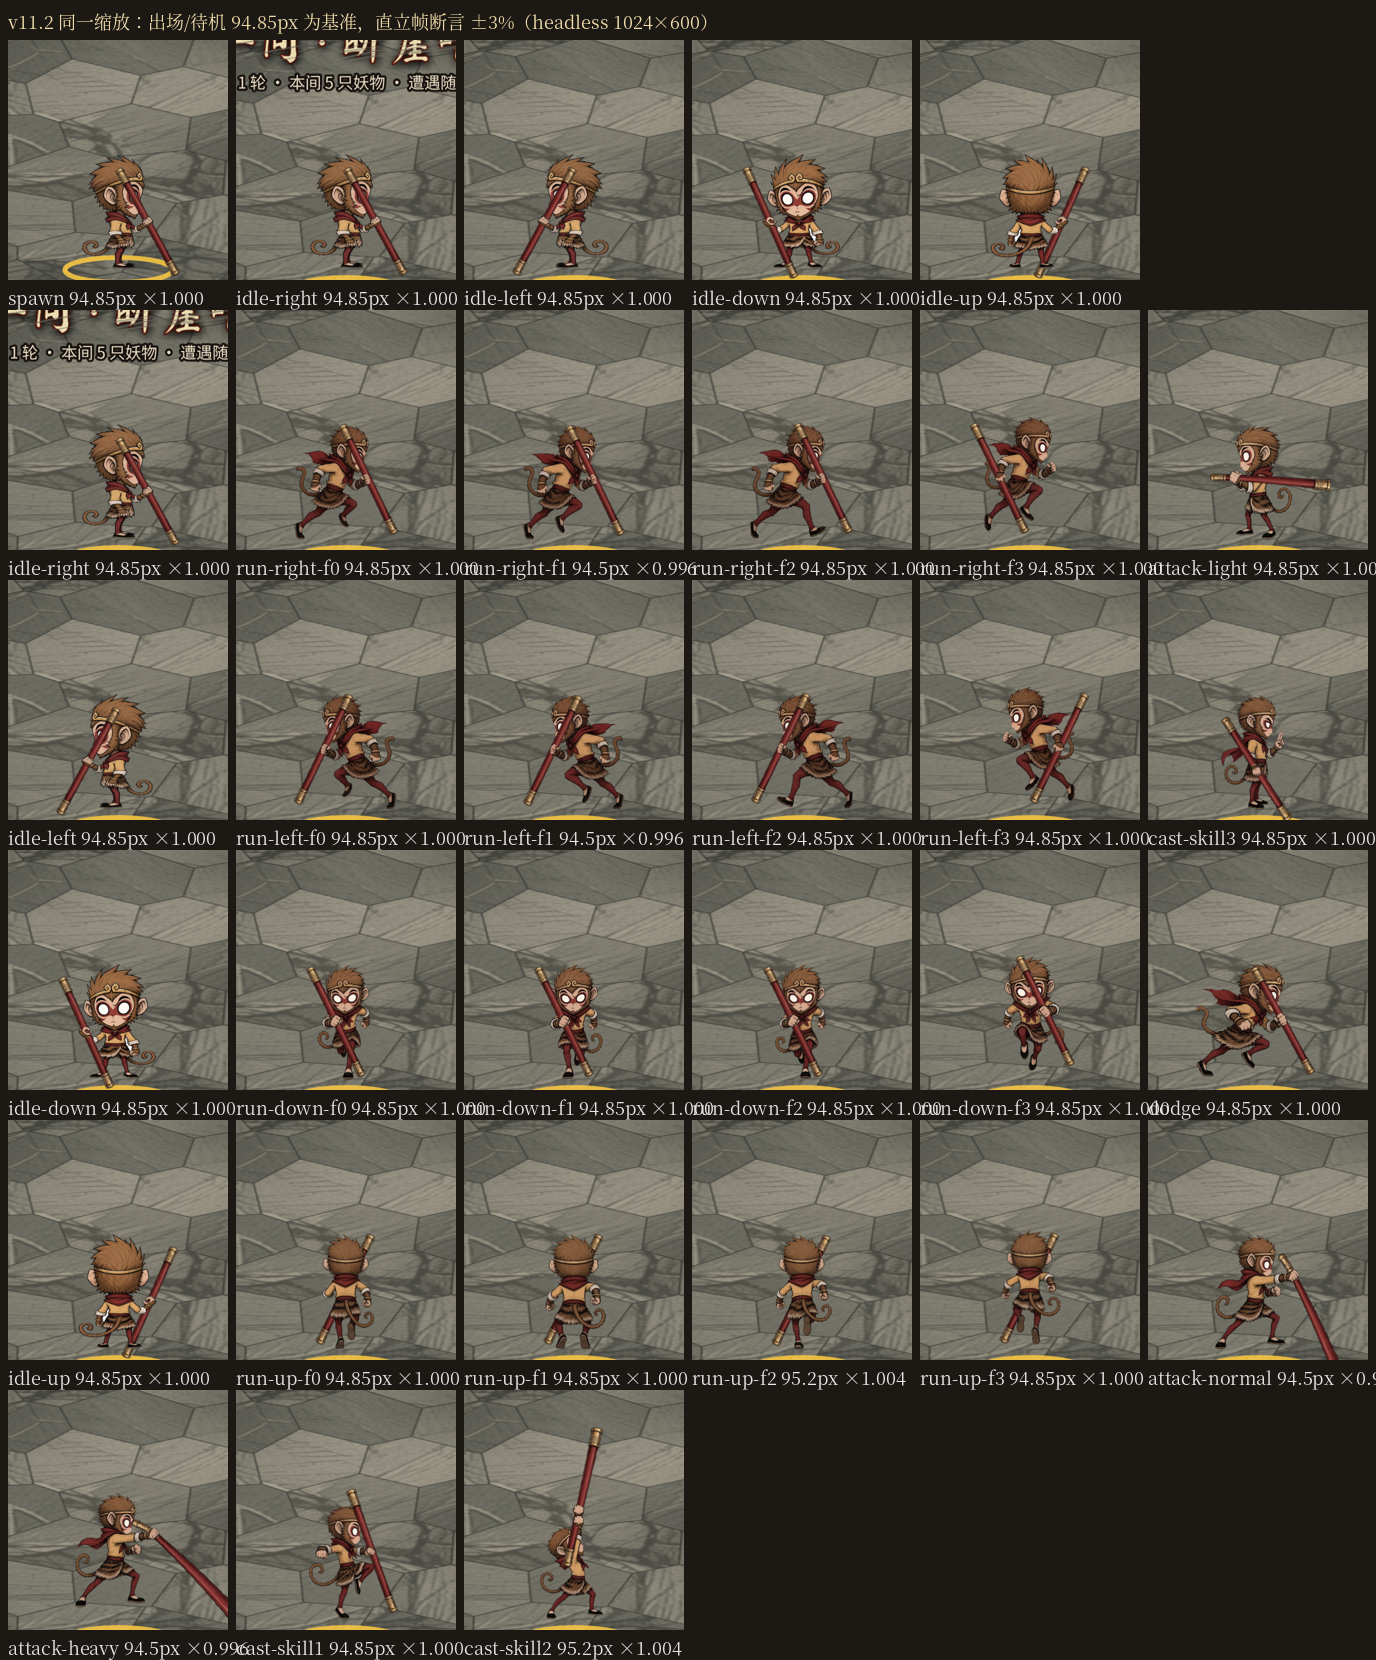 v11.2 同一缩放：出场/待机 94.85px 为基准，直立帧断言 ±3%（headless 1024×600）
间·断崖
1轮 · 本间5只妖物 · 遭遇随
spawn 94.85px ×1.000
idle-right 94.85px ×1.000
idle-left 94.85px ×1.000
idle-down 94.85px ×1.000
idle-up 94.85px ×1.000
间·断崖
1轮 · 本间5只妖物 · 遭遇随
idle-right 94.85px ×1.000
run-right-f0 94.85px ×1.000
run-right-f1 94.5px ×0.996
run-right-f2 94.85px ×1.000
run-right-f3 94.85px ×1.000
attack-light 94.85px ×1.00
idle-left 94.85px ×1.000
run-left-f0 94.85px ×1.000
run-left-f1 94.5px ×0.996
run-left-f2 94.85px ×1.000
run-left-f3 94.85px ×1.000
cast-skill3 94.85px ×1.000
idle-down 94.85px ×1.000
run-down-f0 94.85px ×1.000
run-down-f1 94.85px ×1.000
run-down-f2 94.85px ×1.000
run-down-f3 94.85px ×1.000
dodge 94.85px ×1.000
idle-up 94.85px ×1.000
run-up-f0 94.85px ×1.000
run-up-f1 94.85px ×1.000
run-up-f2 95.2px ×1.004
run-up-f3 94.85px ×1.000
attack-normal 94.5px ×0.9
attack-heavy 94.5px ×0.996
cast-skill1 94.85px ×1.000
cast-skill2 95.2px ×1.004